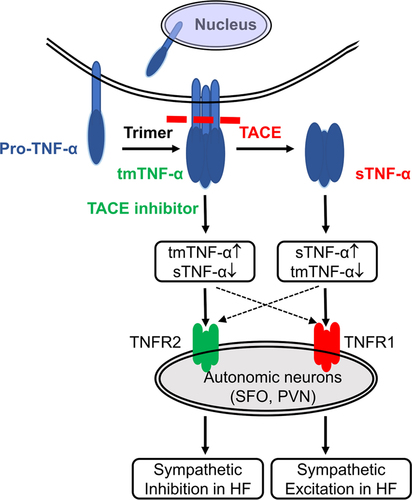 Nucleus
Pro-TNF-α
Trimer
TACE
tmTNF-α
sTNF-α
TACE inhibitor
tmTNF-α↑
sTNF-α↓
sTNF-α↑
tmTNF-α↓
TNFR2
TNFR1
Autonomic neurons
(SFO, PVN)
Sympathetic
Inhibition in HF
Sympathetic
Excitation in HF